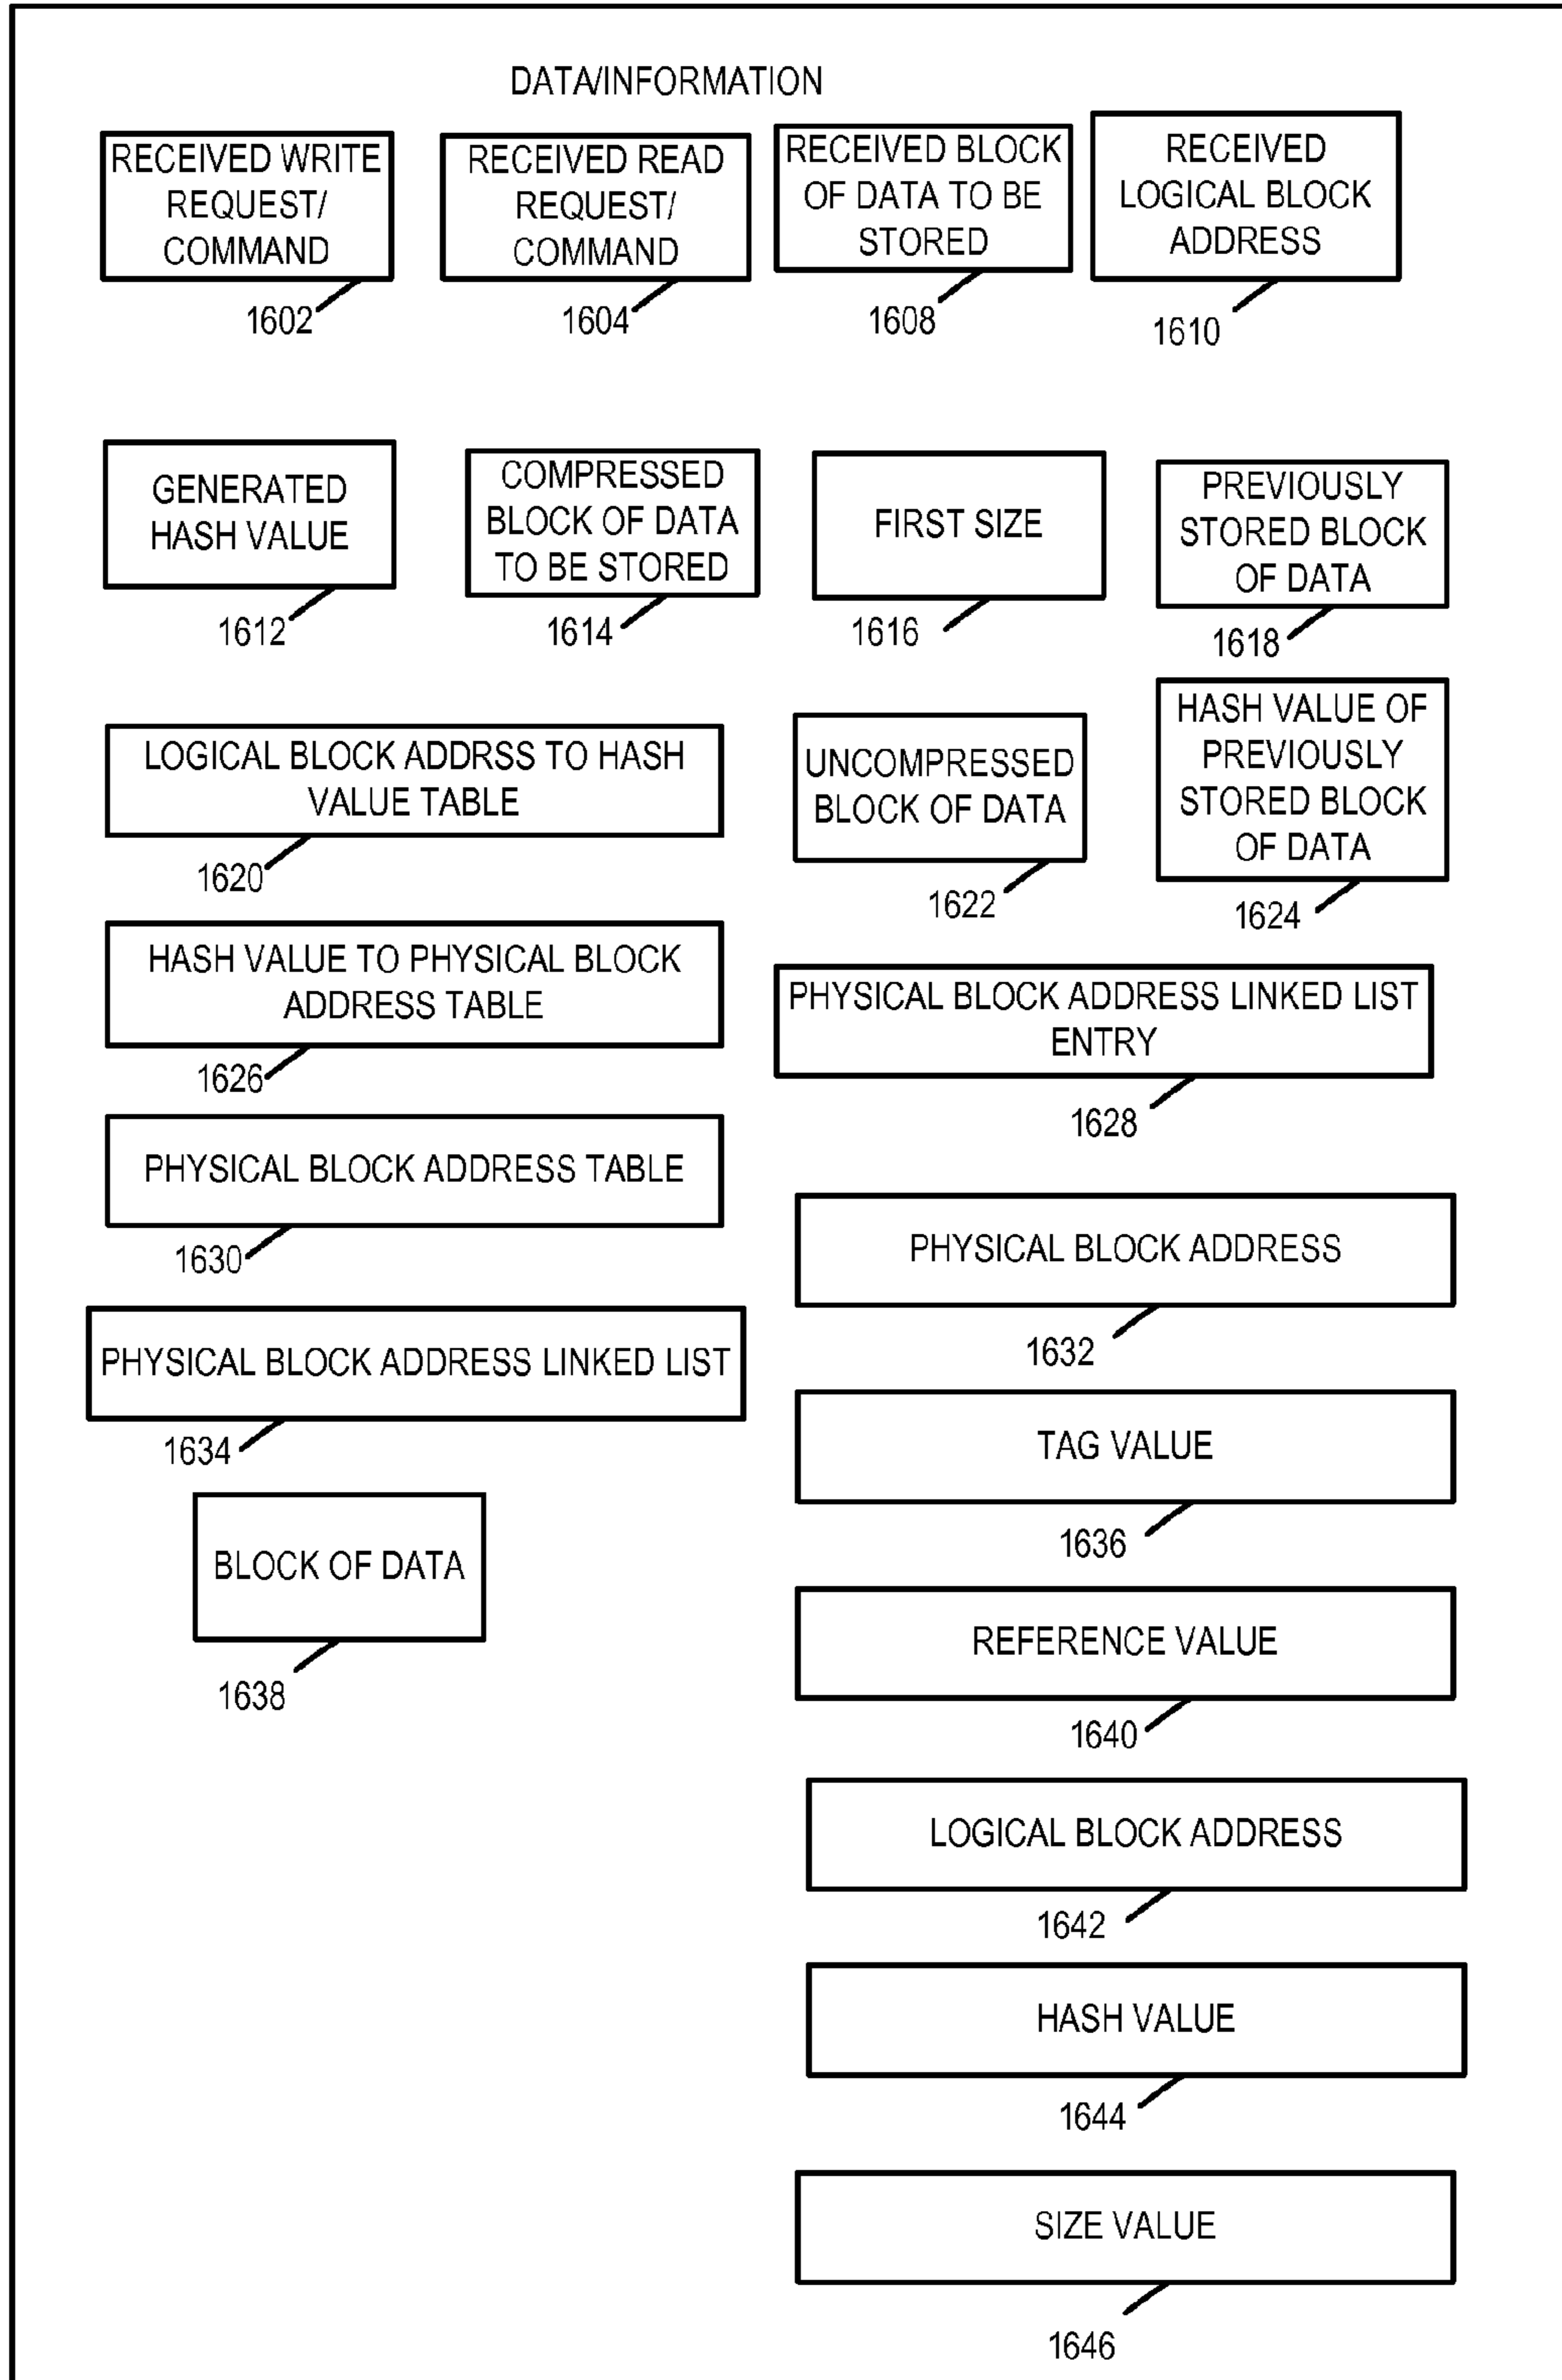 DATA/INFORMATION
RECEIVED WRITE
REQUEST/
COMMAND
1602
RECEIVED READ
REQUEST/
COMMAND
1604
RECEIVED BLOCK
OF DATA TO BE
STORED
1608
RECEIVED
LOGICAL BLOCK
ADDRESS
1610
GENERATED
HASH VALUE
1612
COMPRESSED
BLOCK OF DATA
TO BE STORED
1614
FIRST SIZE
1616
PREVIOUSLY
STORED BLOCK
OF DATA
1618
LOGICAL BLOCK ADDRSS TO HASH
VALUE TABLE
1620
UNCOMPRESSED
BLOCK OF DATA
1622
HASH VALUE OF
PREVIOUSLY
STORED BLOCK
OF DATA
1624
HASH VALUE TO PHYSICAL BLOCK
ADDRESS TABLE
1626
PHYSICAL BLOCK ADDRESS LINKED LIST
ENTRY
1628
PHYSICAL BLOCK ADDRESS TABLE
1630
PHYSICAL BLOCK ADDRESS
1632
PHYSICAL BLOCK ADDRESS LINKED LIST
1634
TAG VALUE
1636
BLOCK OF DATA
1638
REFERENCE VALUE
1640
LOGICAL BLOCK ADDRESS
1642
HASH VALUE
1644
SIZE VALUE
1646